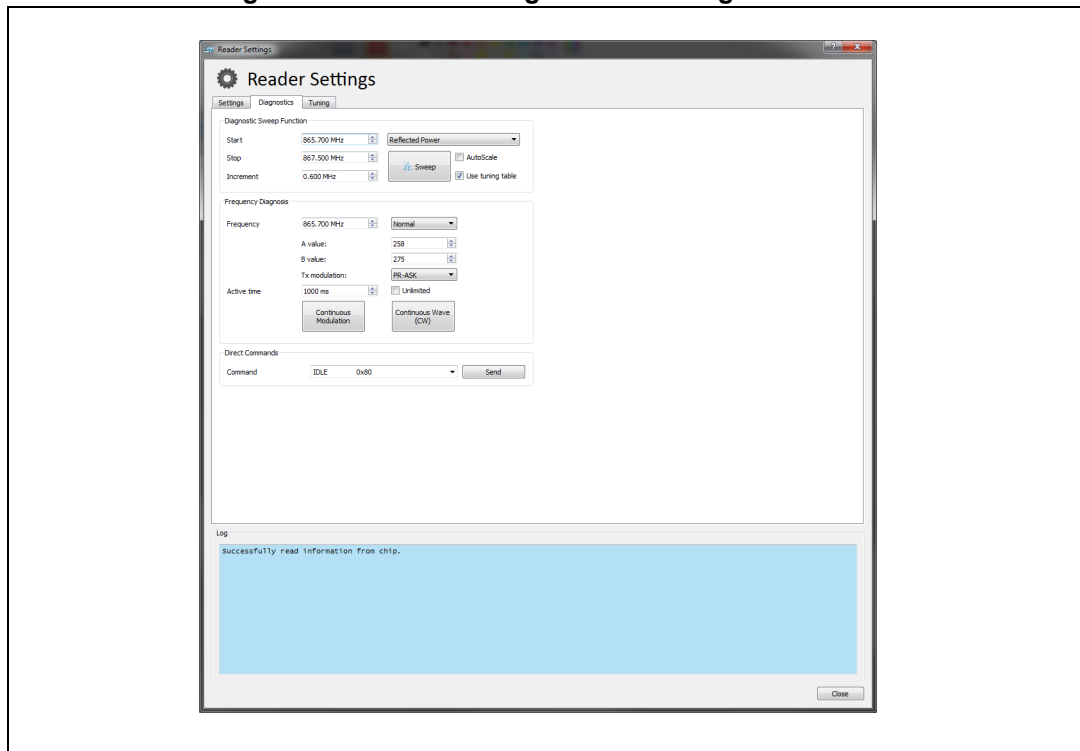 Reader Settings
Reader Settings
Settings Diagnostics Tuning
Diagnostic Sweep Function
Start 865.700 MHz Reflected Power
Stop 867.500 MHz Sweep AutoScale
Increment 0.600 MHz Use tuning table
Frequency Diagnosis
Frequency 865.700 MHz Normal
A value: 258
B value: 275
Tx modulation: PR-ASK
Active time 1000 ms Unlimited
Continuous Modulation Continuous Wave (CW)
Direct Commands
Command IDLE 0x80 Send
Log
Successfully read information from chip.
Close